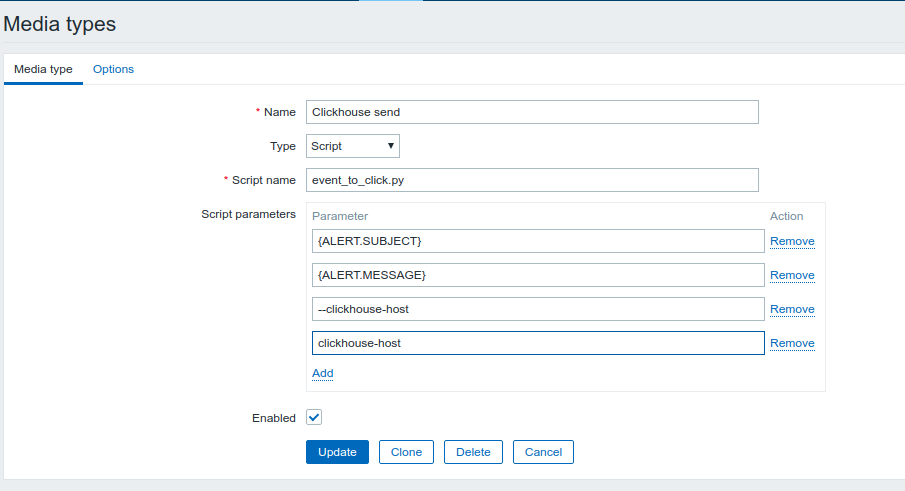 Media types
Media type Options
* Name Clickhouse send
Type Script
* Script name event_to_click.py
Script parameters Parameter Action
{ALERT.SUBJECT} Remove
{ALERT.MESSAGE} Remove
--clickhouse-host Remove
clickhouse-host Remove
Add
Enabled
Update Clone Delete Cancel